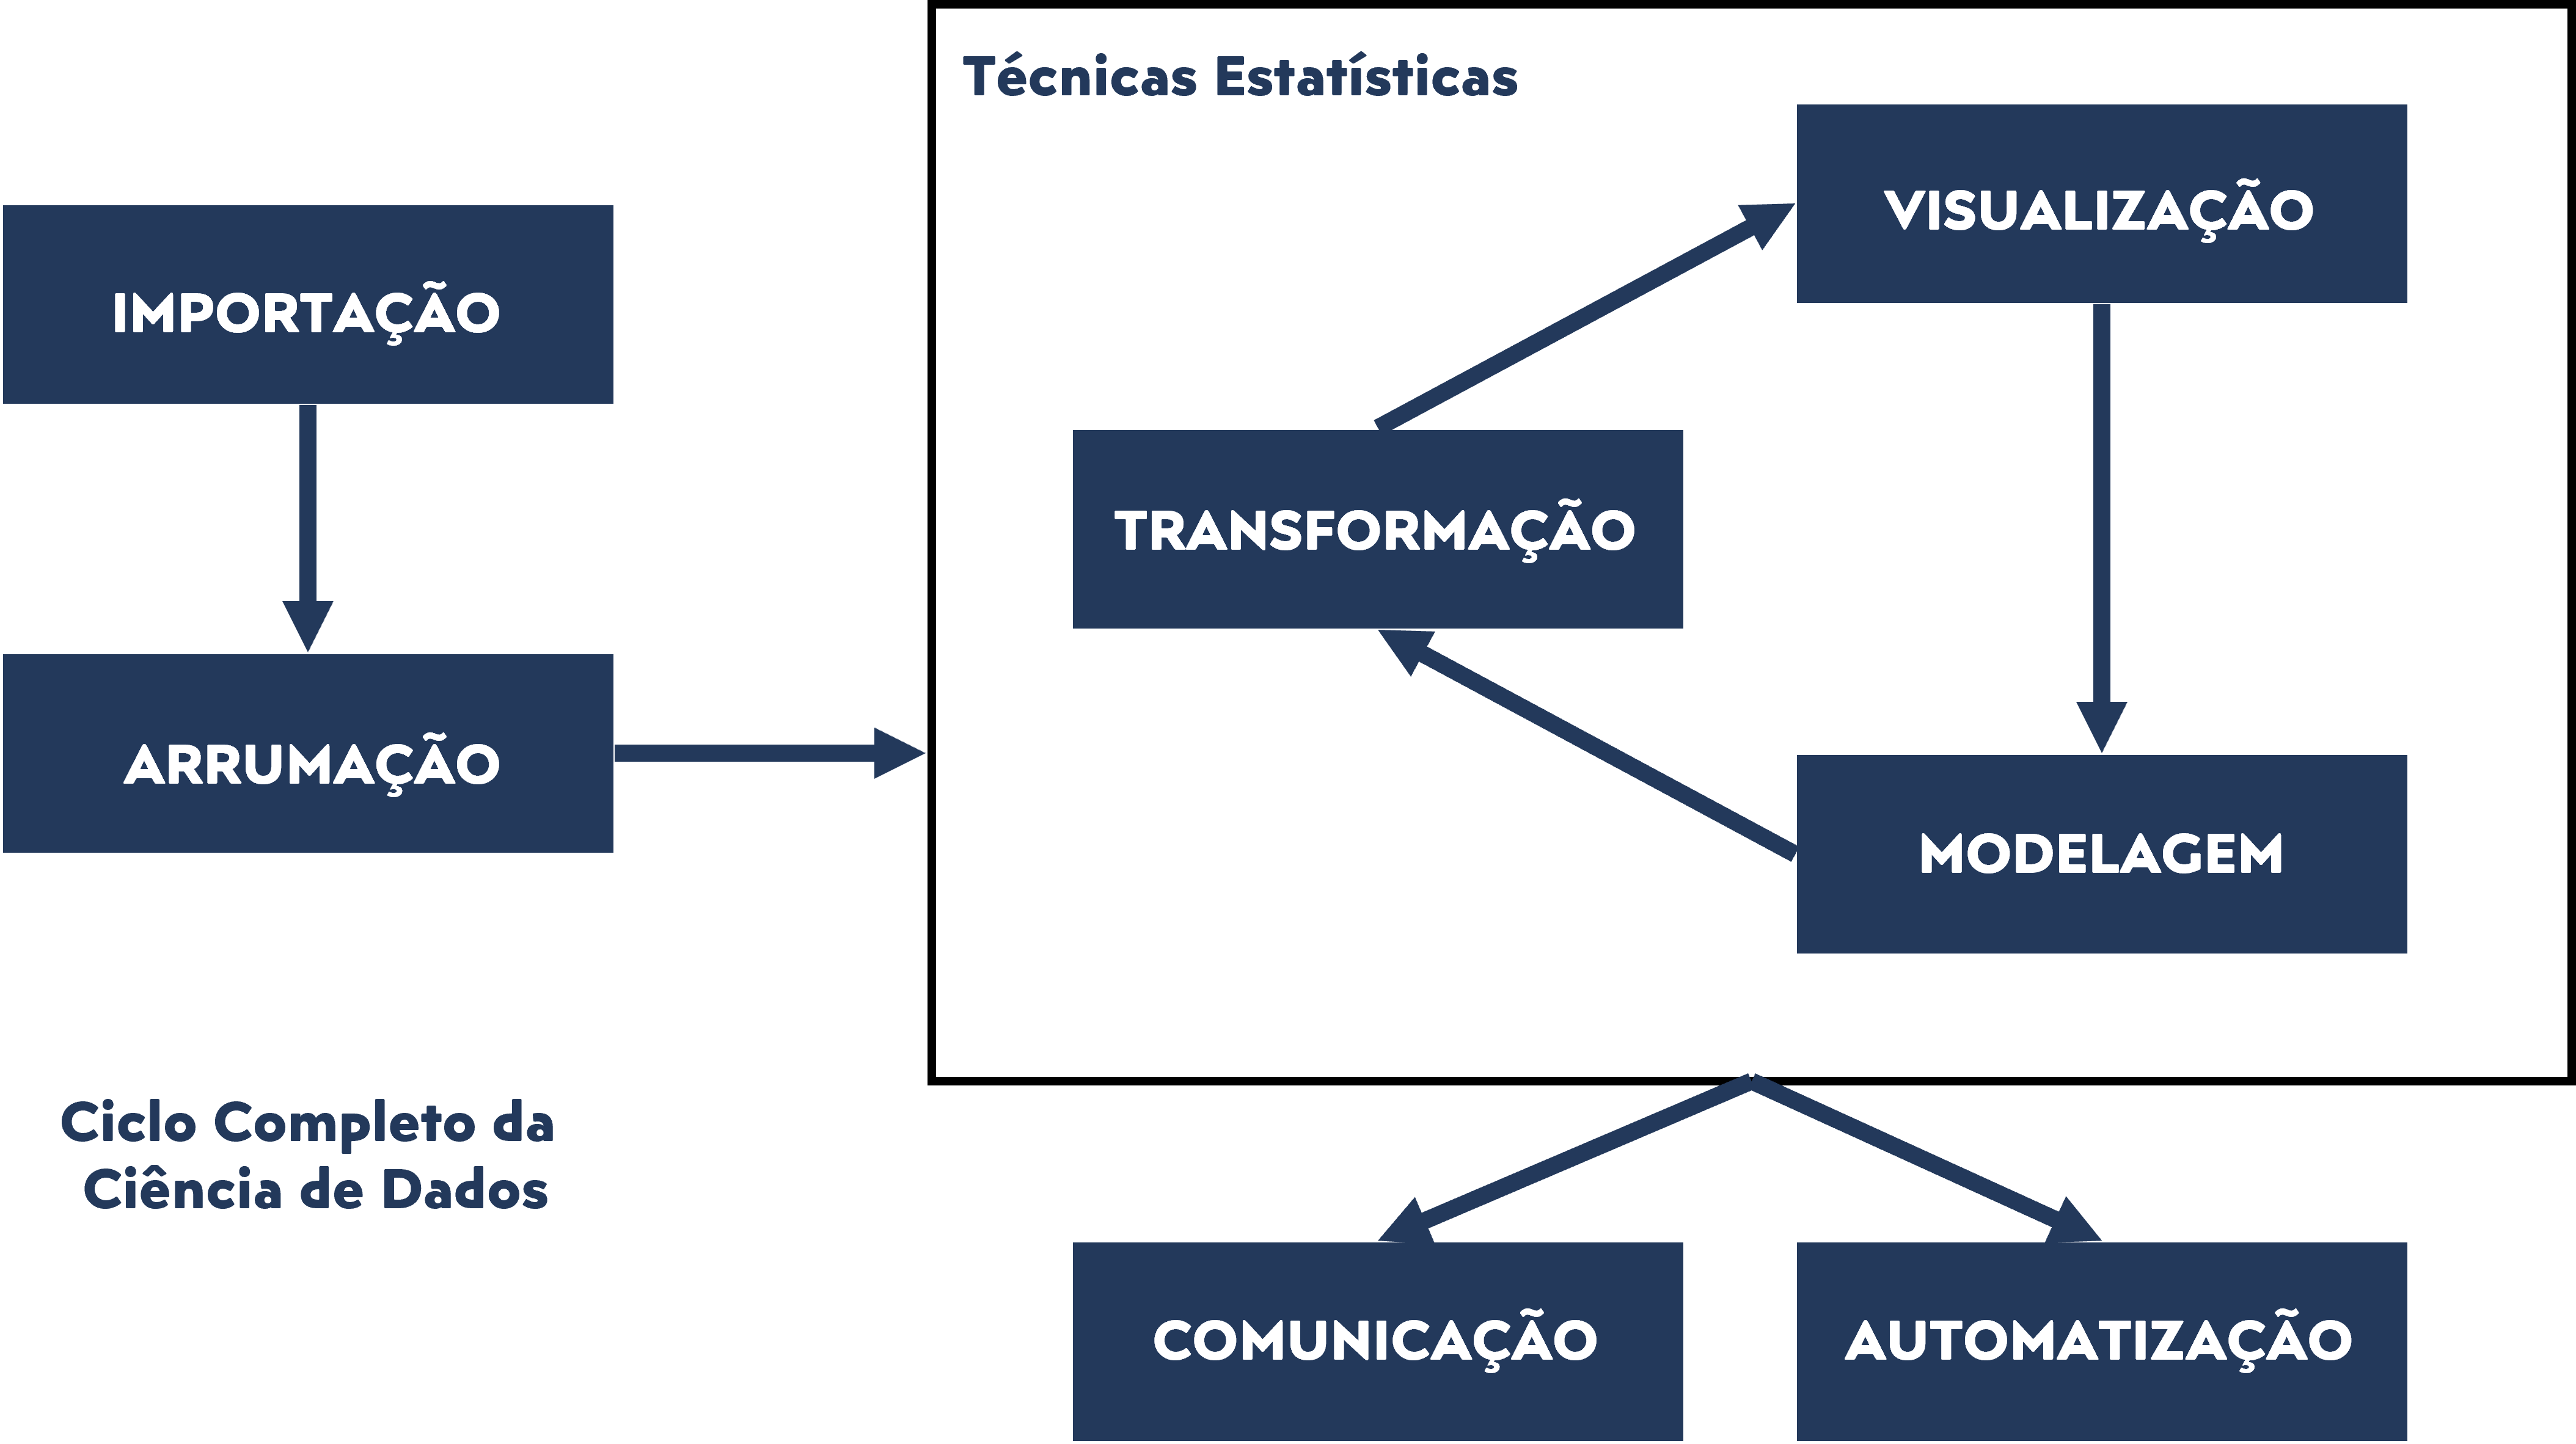 Técnicas Estatísticas
VISUALIZAÇÃO
IMPORTAÇÃO
TRANSFORMAÇÃO
ARRUMAÇÃO
MODELAGEM
Ciclo Completo da
Ciência de Dados
COMUNICAÇÃO
AUTOMATIZAÇÃO